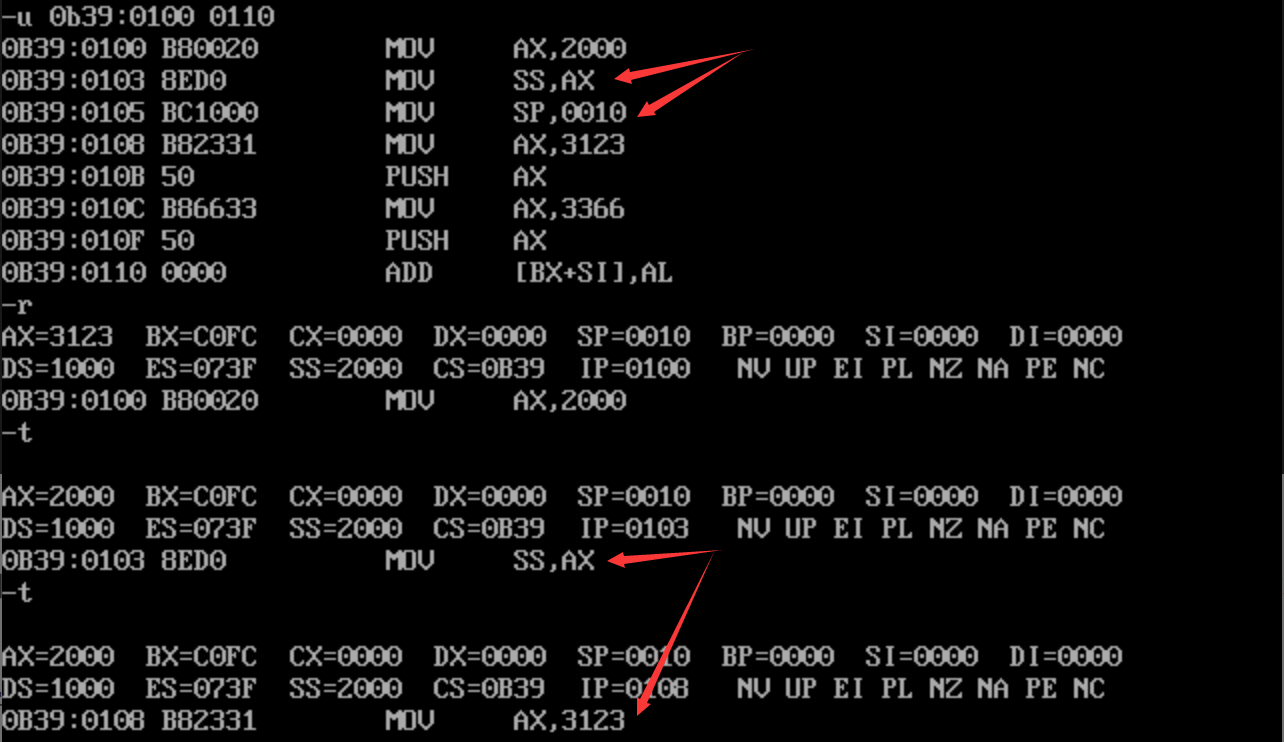 -u 0b39:0100 0110
0B39:0100 B80020 MOV AX,2000
0B39:0103 8ED0 MOV SS,AX
0B39:0105 BC1000 MOV SP,0010
0B39:0108 B82331 MOV AX,3123
0B39:010B 50 PUSH AX
0B39:010C B86633 MOV AX,3366
0B39:010F 50 PUSH AX
0B39:0110 0000 ADD [BX+SI],AL
-r
AX=3123 BX=C0FC CX=0000 DX=0000 SP=0010 BP=0000 SI=0000 DI=0000
DS=1000 ES=073F SS=2000 CS=0B39 IP=0100 NV UP EI PL NZ NA PE NC
0B39:0100 B80020 MOV AX,2000
-t
AX=2000 BX=C0FC CX=0000 DX=0000 SP=0010 BP=0000 SI=0000 DI=0000
DS=1000 ES=073F SS=2000 CS=0B39 IP=0103 NV UP EI PL NZ NA PE NC
0B39:0103 8ED0 MOV SS,AX
-t
AX=2000 BX=C0FC CX=0000 DX=0000 SP=0010 BP=0000 SI=0000 DI=0000
DS=1000 ES=073F SS=2000 CS=0B39 IP=0108 NV UP EI PL NZ NA PE NC
0B39:0108 B82331 MOV AX,3123